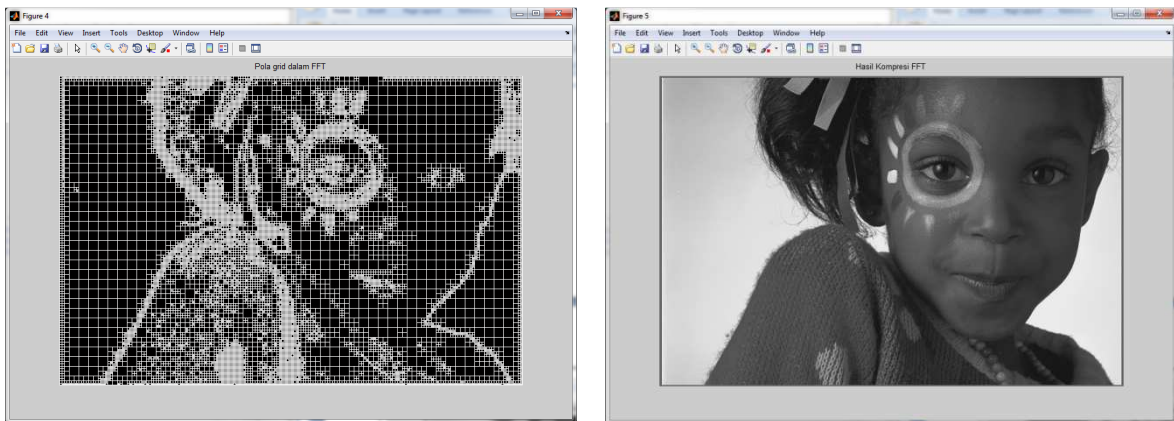 Figure 4
File Edit View Insert Tools Desktop Window Help
Pola grid dalam FFT
Figure 5
File Edit View Insert Tools Desktop Window Help
Hasil Kompresi FFT